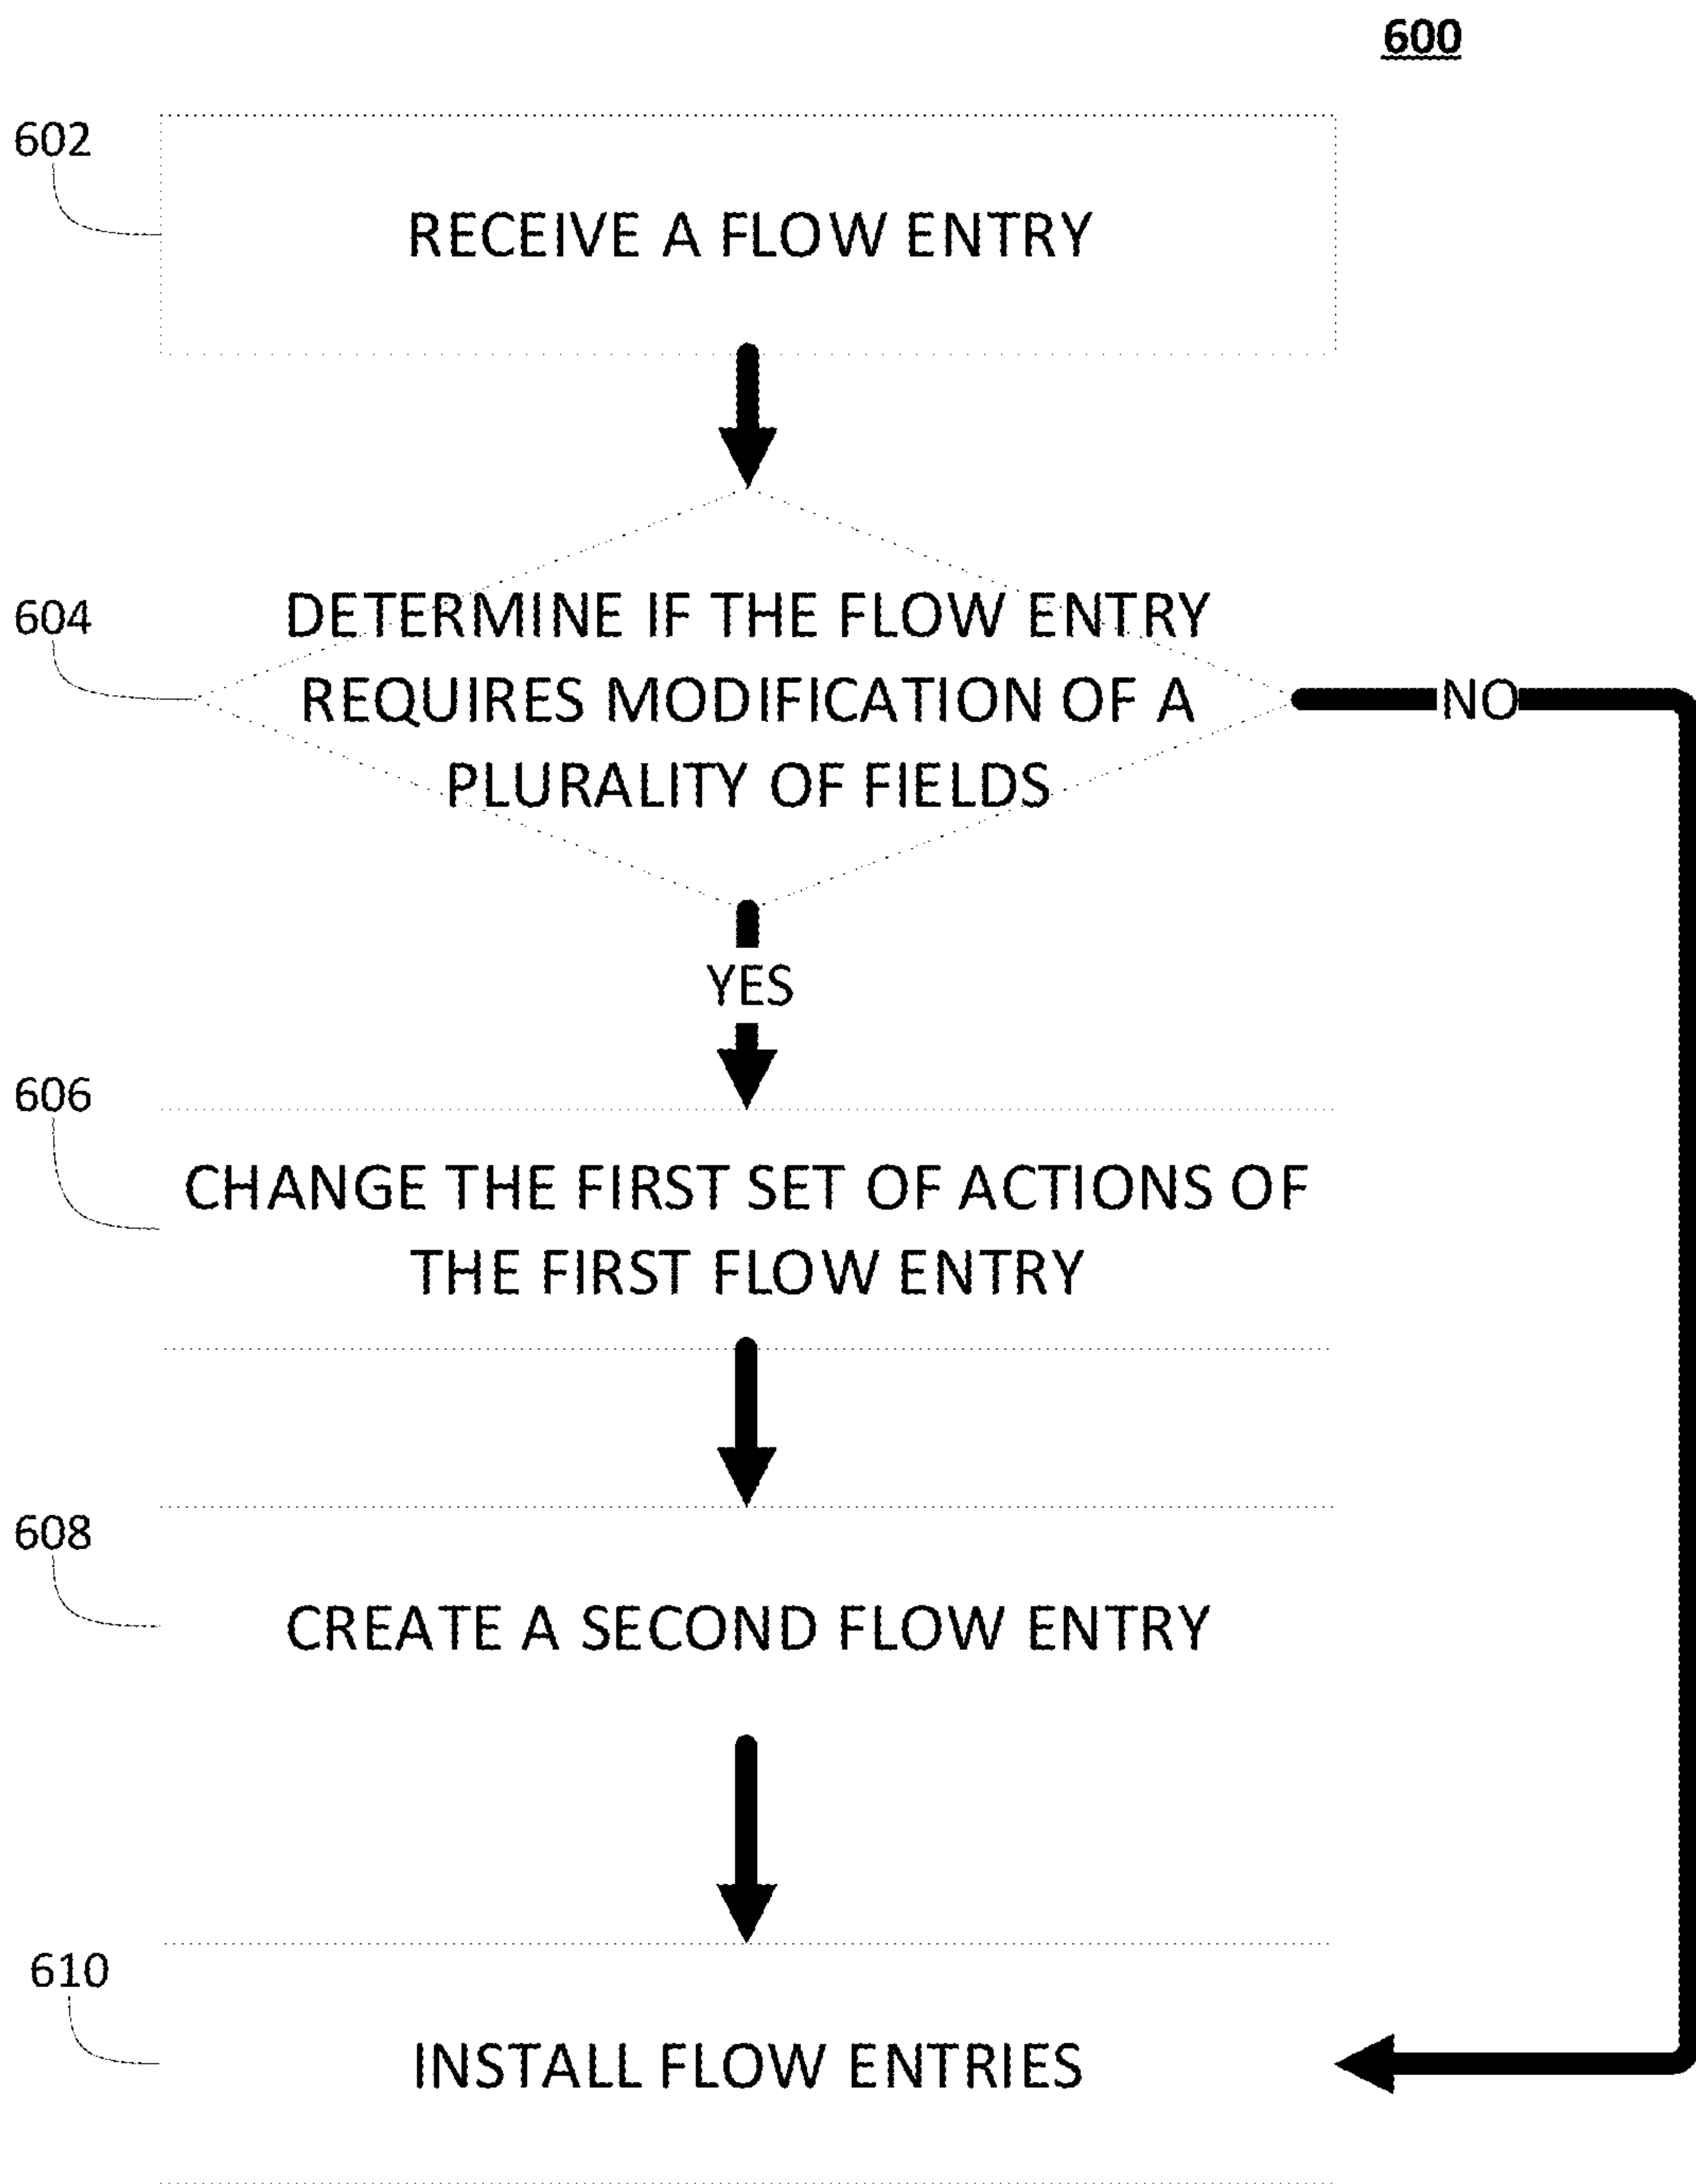 600
602
RECEIVE A FLOW ENTRY
604
DETERMINE IF THE FLOW ENTRY
REQUIRES MODIFICATION OF A
PLURALITY OF FIELDS
NO
YES
606
CHANGE THE FIRST SET OF ACTIONS OF
THE FIRST FLOW ENTRY
608
CREATE A SECOND FLOW ENTRY
610
INSTALL FLOW ENTRIES